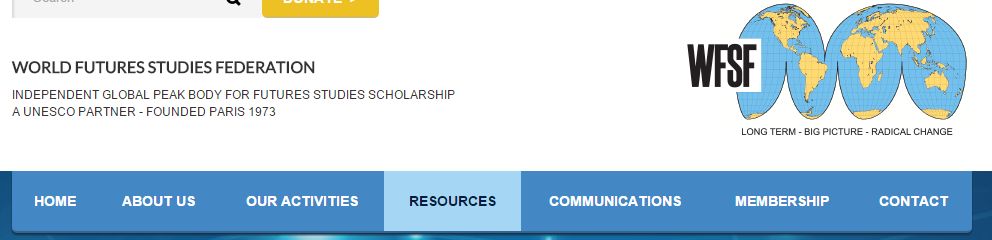 Search
DONATE >
WORLD FUTURES STUDIES FEDERATION
INDEPENDENT GLOBAL PEAK BODY FOR FUTURES STUDIES SCHOLARSHIP
A UNESCO PARTNER - FOUNDED PARIS 1973
WFSF
LONG TERM - BIG PICTURE - RADICAL CHANGE
HOME ABOUT US OUR ACTIVITIES RESOURCES COMMUNICATIONS MEMBERSHIP CONTACT